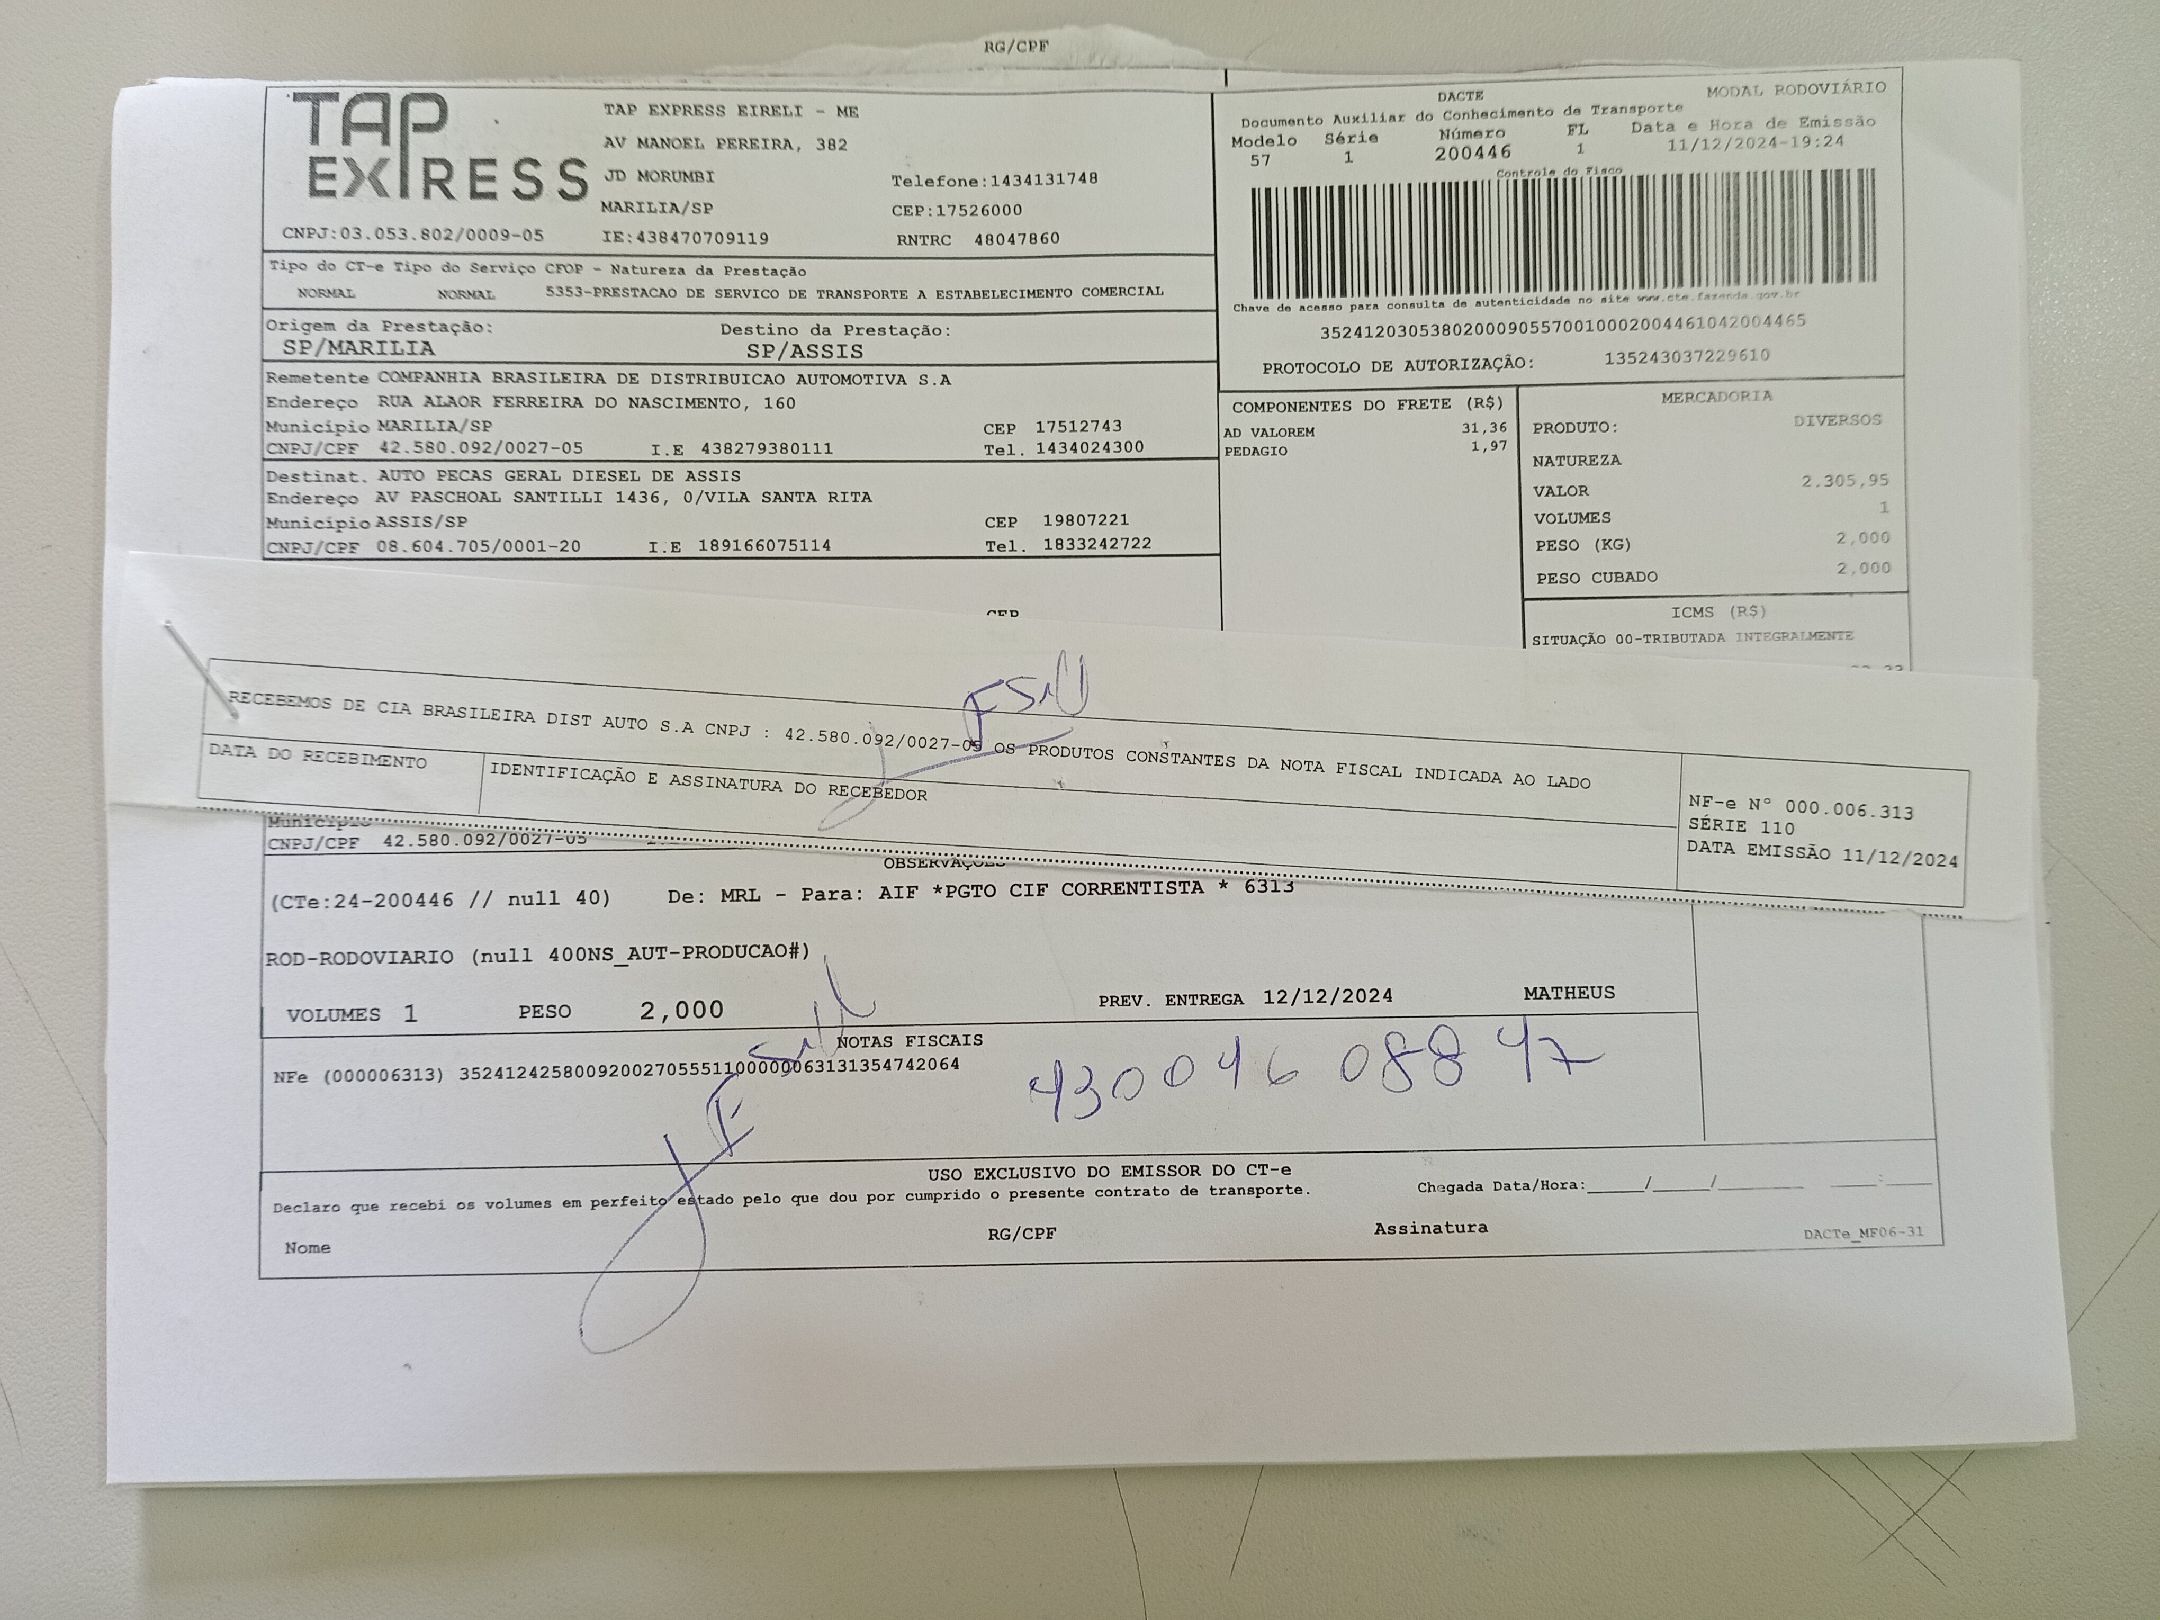 RG/CPF
TAP
EXPRESS
TAP EXPRESS EIRELI - ME
AV MANOEL PEREIRA, 382
JD MORUMBI
Telefone:1434131748
MARILIA/SP
CEP:17526000
CNPJ:03.053.802/0009-05
IE:438470709119
RNTRC 48047860
DACTE
MODAL RODOVIÁRIO
Documento Auxiliar do Conhecimento de Transporte
Modelo Série Número FL Data e Hora de Emissão
57 1 200446 1 11/12/2024-19:24
Controle do Fisco
Chave de acesso para consulta de autenticidade no site www.cte.fazenda.gov.br
35241203053802000905570010002004461042004465
PROTOCOLO DE AUTORIZAÇÃO: 135243037229610
Tipo do CT-e Tipo do Serviço CFOP - Natureza da Prestação
NORMAL NORMAL 5353-PRESTACAO DE SERVICO DE TRANSPORTE A ESTABELECIMENTO COMERCIAL
Origem da Prestação: Destino da Prestação:
SP/MARILIA SP/ASSIS
Remetente COMPANHIA BRASILEIRA DE DISTRIBUICAO AUTOMOTIVA S.A
Endereço RUA ALAOR FERREIRA DO NASCIMENTO, 160
Município MARILIA/SP CEP 17512743
CNPJ/CPF 42.580.092/0027-05 I.E 438279380111 Tel. 1434024300
Destinat. AUTO PECAS GERAL DIESEL DE ASSIS
Endereço AV PASCHOAL SANTILLI 1436, 0/VILA SANTA RITA
Município ASSIS/SP CEP 19807221
CNPJ/CPF 08.604.705/0001-20 I.E 189166075114 Tel. 1833242722
CEP
COMPONENTES DO FRETE (R$)
AD VALOREM 31,36
PEDAGIO 1,97
MERCADORIA
PRODUTO: DIVERSOS
NATUREZA
VALOR 2.305,95
VOLUMES 1
PESO (KG) 2,000
PESO CUBADO 2,000
ICMS (R$)
SITUAÇÃO 00-TRIBUTADA INTEGRALMENTE
RECEBEMOS DE CIA BRASILEIRA DIST AUTO S.A CNPJ : 42.580.092/0027-05 OS PRODUTOS CONSTANTES DA NOTA FISCAL INDICADA AO LADO
DATA DO RECEBIMENTO
IDENTIFICAÇÃO E ASSINATURA DO RECEBEDOR
NF-e N° 000.006.313
SÉRIE 110
DATA EMISSÃO 11/12/2024
Município
CNPJ/CPF 42.580.092/0027-05
OBSERVAÇÕES
(CTe:24-200446 // null 40) De: MRL - Para: AIF *PGTO CIF CORRENTISTA * 6313
ROD-RODOVIARIO (null 400NS_AUT-PRODUCAO#)
VOLUMES 1 PESO 2,000 PREV. ENTREGA 12/12/2024 MATHEUS
NOTAS FISCAIS
NFe (000006313) 35241242580092002705551100000063131354742064
430046 088 47
USO EXCLUSIVO DO EMISSOR DO CT-e
Declaro que recebi os volumes em perfeito estado pelo que dou por cumprido o presente contrato de transporte.
Chegada Data/Hora:_____/_____/________ ____:____
Nome RG/CPF Assinatura DACTe_MF06-31